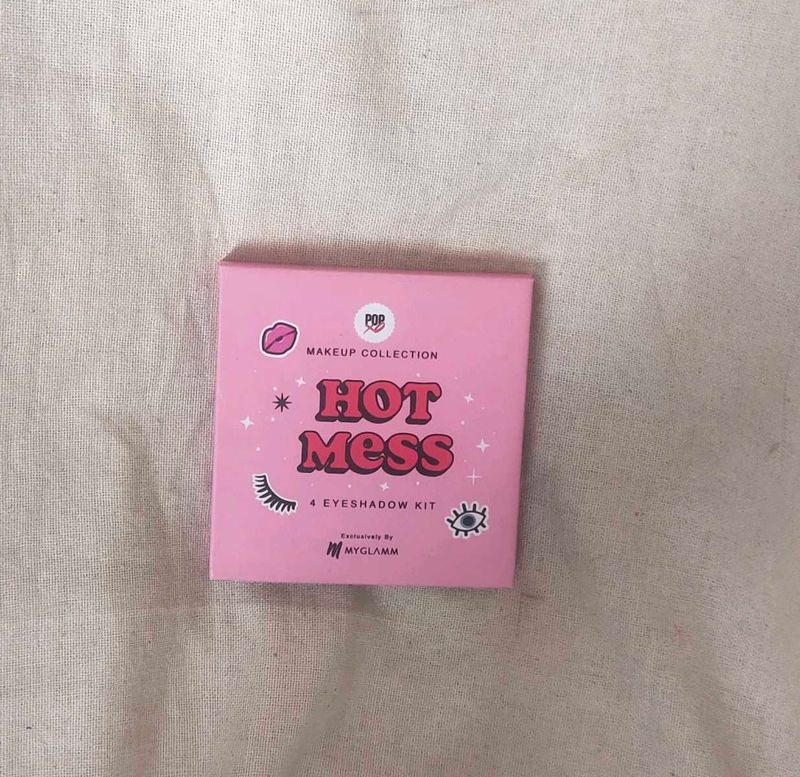 POP
MAKEUP COLLECTION
HOT
MESS
4 EYESHADOW KIT
Exclusively By
MYGLAMM